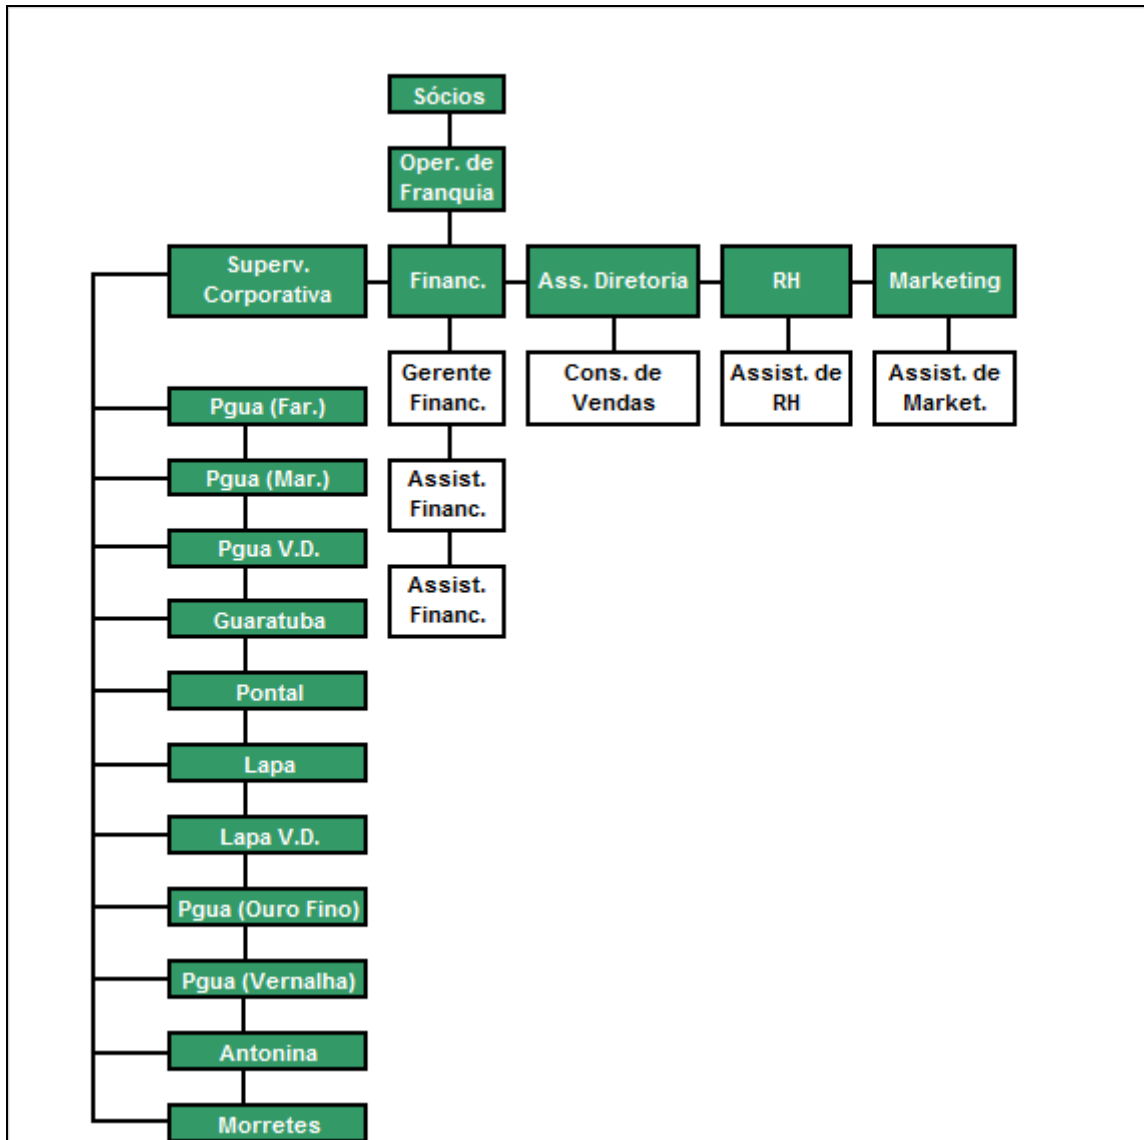 Sócios
Oper. de
Franquia
Superv.
Corporativa
Financ.
Ass. Diretoria
RH
Marketing
Gerente
Financ.
Cons. de
Vendas
Assist. de
RH
Assist. de
Market.
Pgua (Far.)
Pgua (Mar.)
Assist.
Financ.
Pgua V.D.
Assist.
Financ.
Guaratuba
Pontal
Lapa
Lapa V.D.
Pgua (Ouro Fino)
Pgua (Vernalha)
Antonina
Morretes